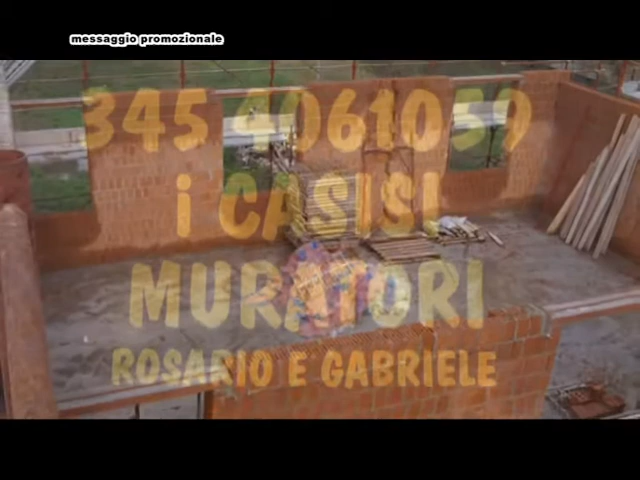 messaggio promozionale
345 4061059
i CASISI
MURATORI
ROSARIO E GABRIELE